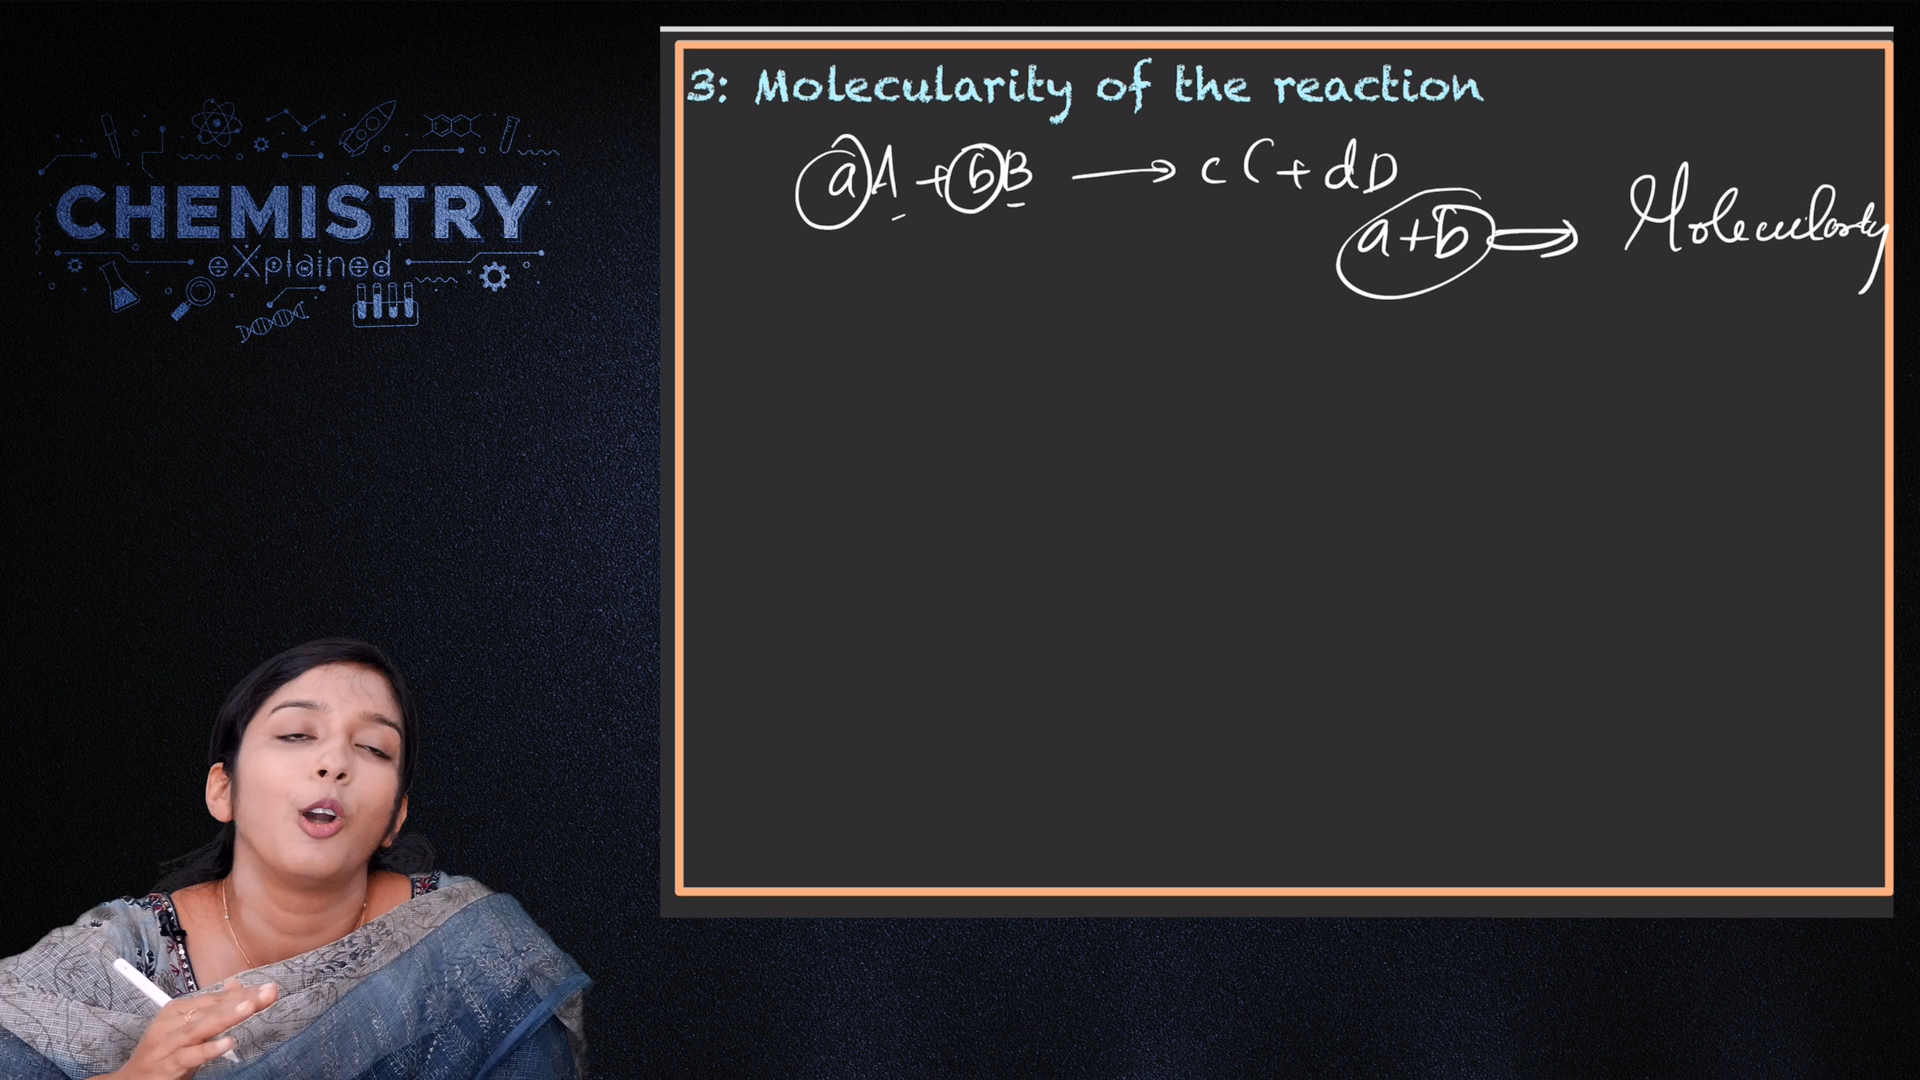 CHEMISTRY
eXplained
3: Molecularity of the reaction
aA + bB → cC + dD
a+b ⇒ Molecularity